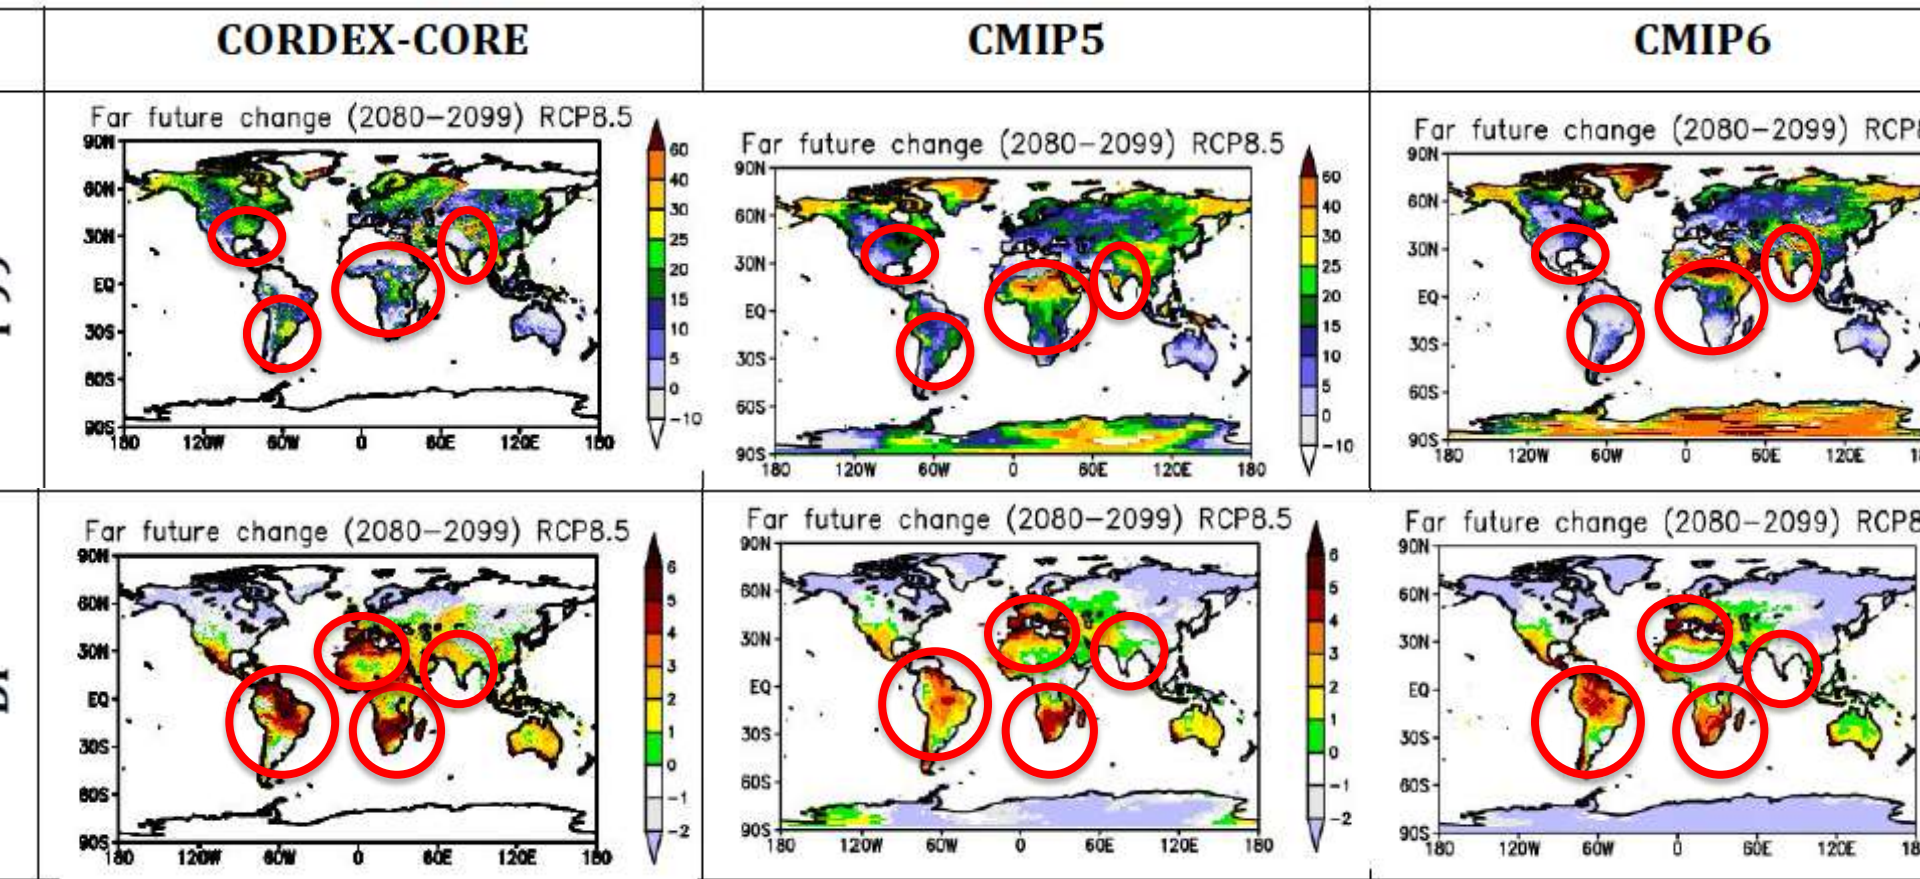 CORDEX-CORE
CMIP5
CMIP6
Far future change (2080–2099) RCP8.5
90N
60N
30N
EQ
30S
60S
90S
180 120W 60W 0 60E 120E 180
60
40
30
25
20
15
10
5
0
−10
Far future change (2080–2099) RCP8.5
90N
60N
30N
EQ
30S
60S
90S
180 120W 60W 0 60E 120E 180
60
40
30
25
20
15
10
5
0
−10
Far future change (2080–2099) RCP
90N
60N
30N
EQ
30S
60S
90S
180 120W 60W 0 60E 120E
Far future change (2080–2099) RCP8.5
90N
60N
30N
EQ
30S
60S
90S
180 120W 60W 0 60E 120E 180
6
5
4
3
2
1
0
−1
−2
Far future change (2080–2099) RCP8.5
90N
60N
30N
EQ
30S
60S
90S
180 120W 60W 0 60E 120E 180
6
5
4
3
2
1
0
−1
−2
Far future change (2080–2099) RCP8
90N
60N
30N
EQ
30S
60S
90S
180 120W 60W 0 60E 120E